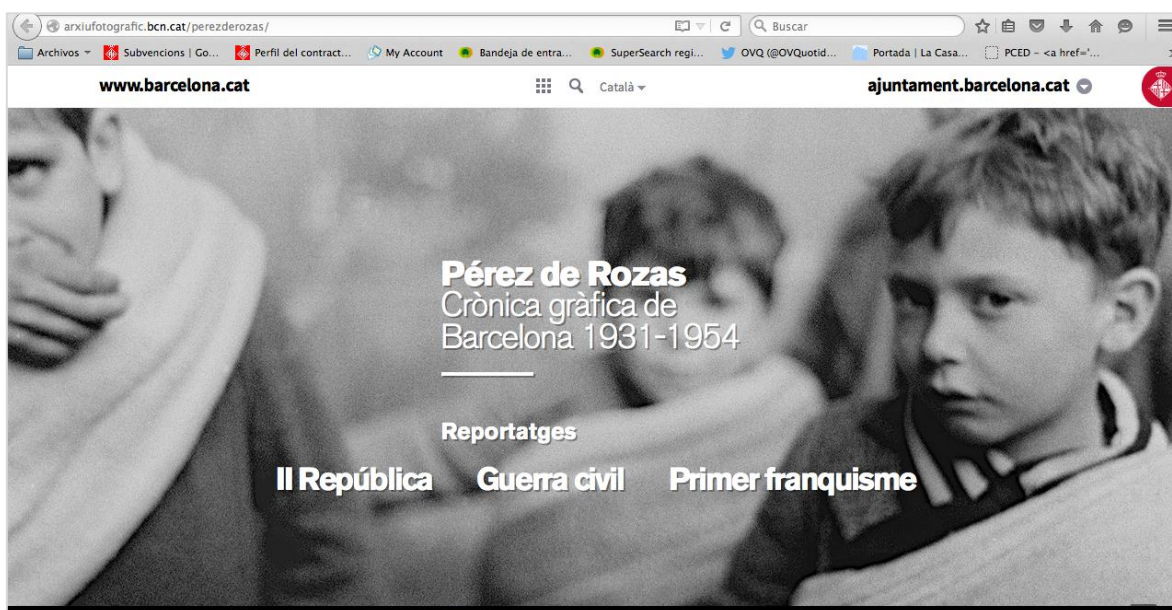 arxiufotografic.bcn.cat/perezderozas/
Buscar
Archivos
Subvencions | Go...
Perfil del contract...
My Account
Bandeja de entra...
SuperSearch regi...
OVQ (@OVQuotid...
Portada | La Casa...
PCED – <a href='...
www.barcelona.cat
Català
ajuntament.barcelona.cat
Pérez de Rozas
Crònica gràfica de
Barcelona 1931-1954
Reportatges
II República Guerra civil Primer franquisme